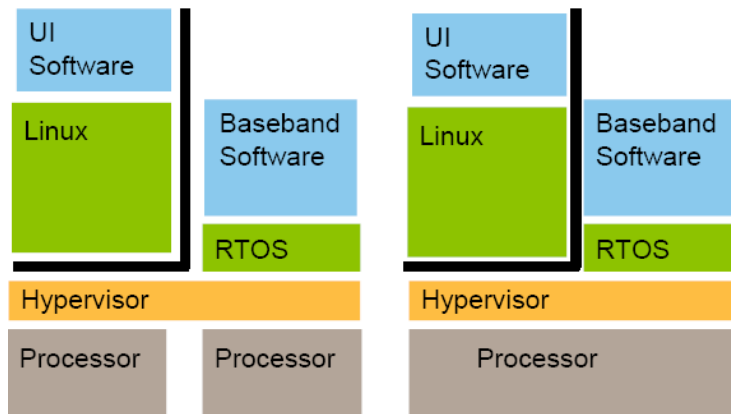 UI
Software
Linux
Baseband
Software
RTOS
Hypervisor
Processor
Processor
UI
Software
Linux
Baseband
Software
RTOS
Hypervisor
Processor